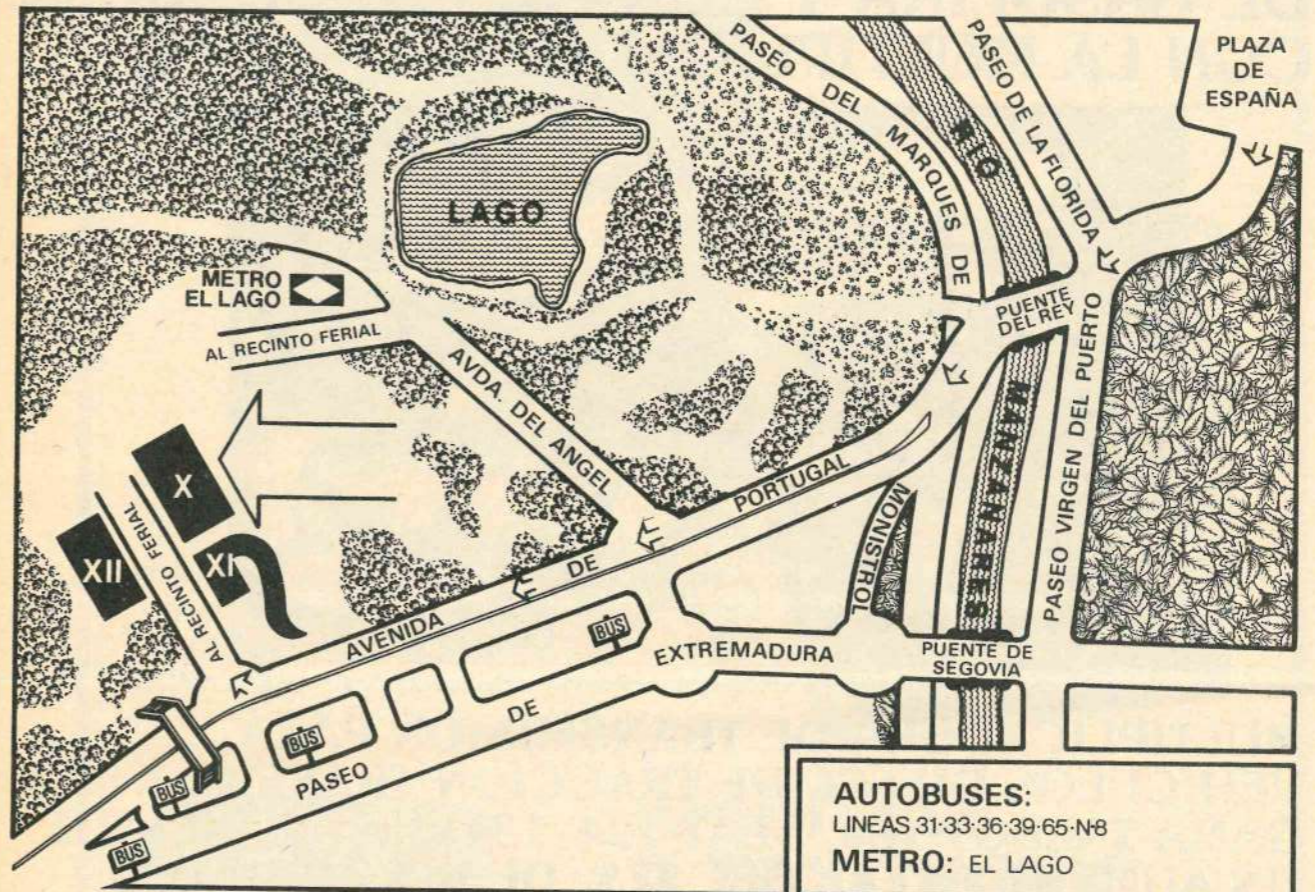 PLAZA
DE
ESPAÑA
PASEO DEL MARQUES DE
RIO
PASEO DE LA FLORIDA
LAGO
METRO
EL LAGO
AL RECINTO FERIAL
AVDA. DEL ANGEL
PUENTE
DEL REY
MANZANARES
PASEO VIRGEN DEL PUERTO
MONISTROL
X
XI
XII
AL RECINTO FERIAL
AVENIDA DE PORTUGAL
PUENTE DE
SEGOVIA
PASEO DE EXTREMADURA
BUS
BUS
BUS
BUS
AUTOBUSES:
LINEAS 31-33-36-39-65-N-8
METRO: EL LAGO